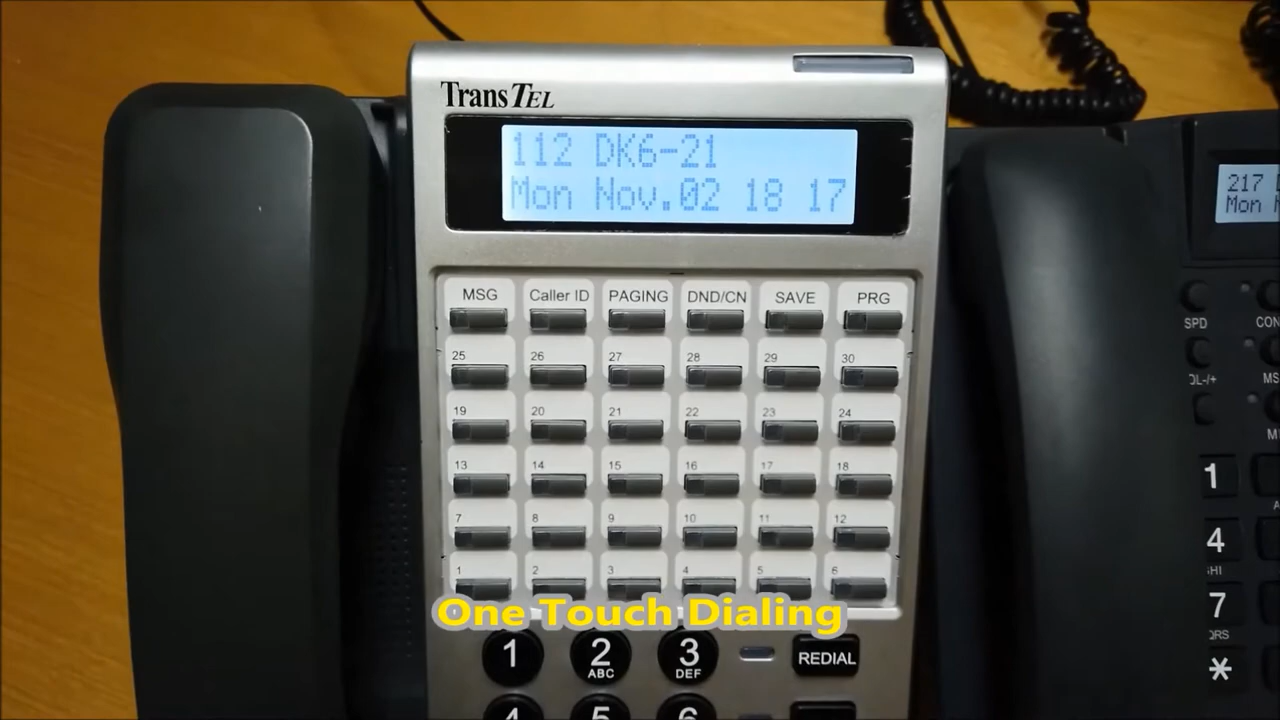 TransTEL
112 DK6-21
Mon Nov.02 18 17
MSG Caller ID PAGING DND/CN SAVE PRG
25 26 27 28 29 30
19 20 21 22 23 24
13 14 15 16 17 18
7 8 9 10 11 12
1 2 3 4 5 6
One Touch Dialing
1 2 3 REDIAL
ABC DEF
4 5 6
217
Mon
SPD
1
4
7
*